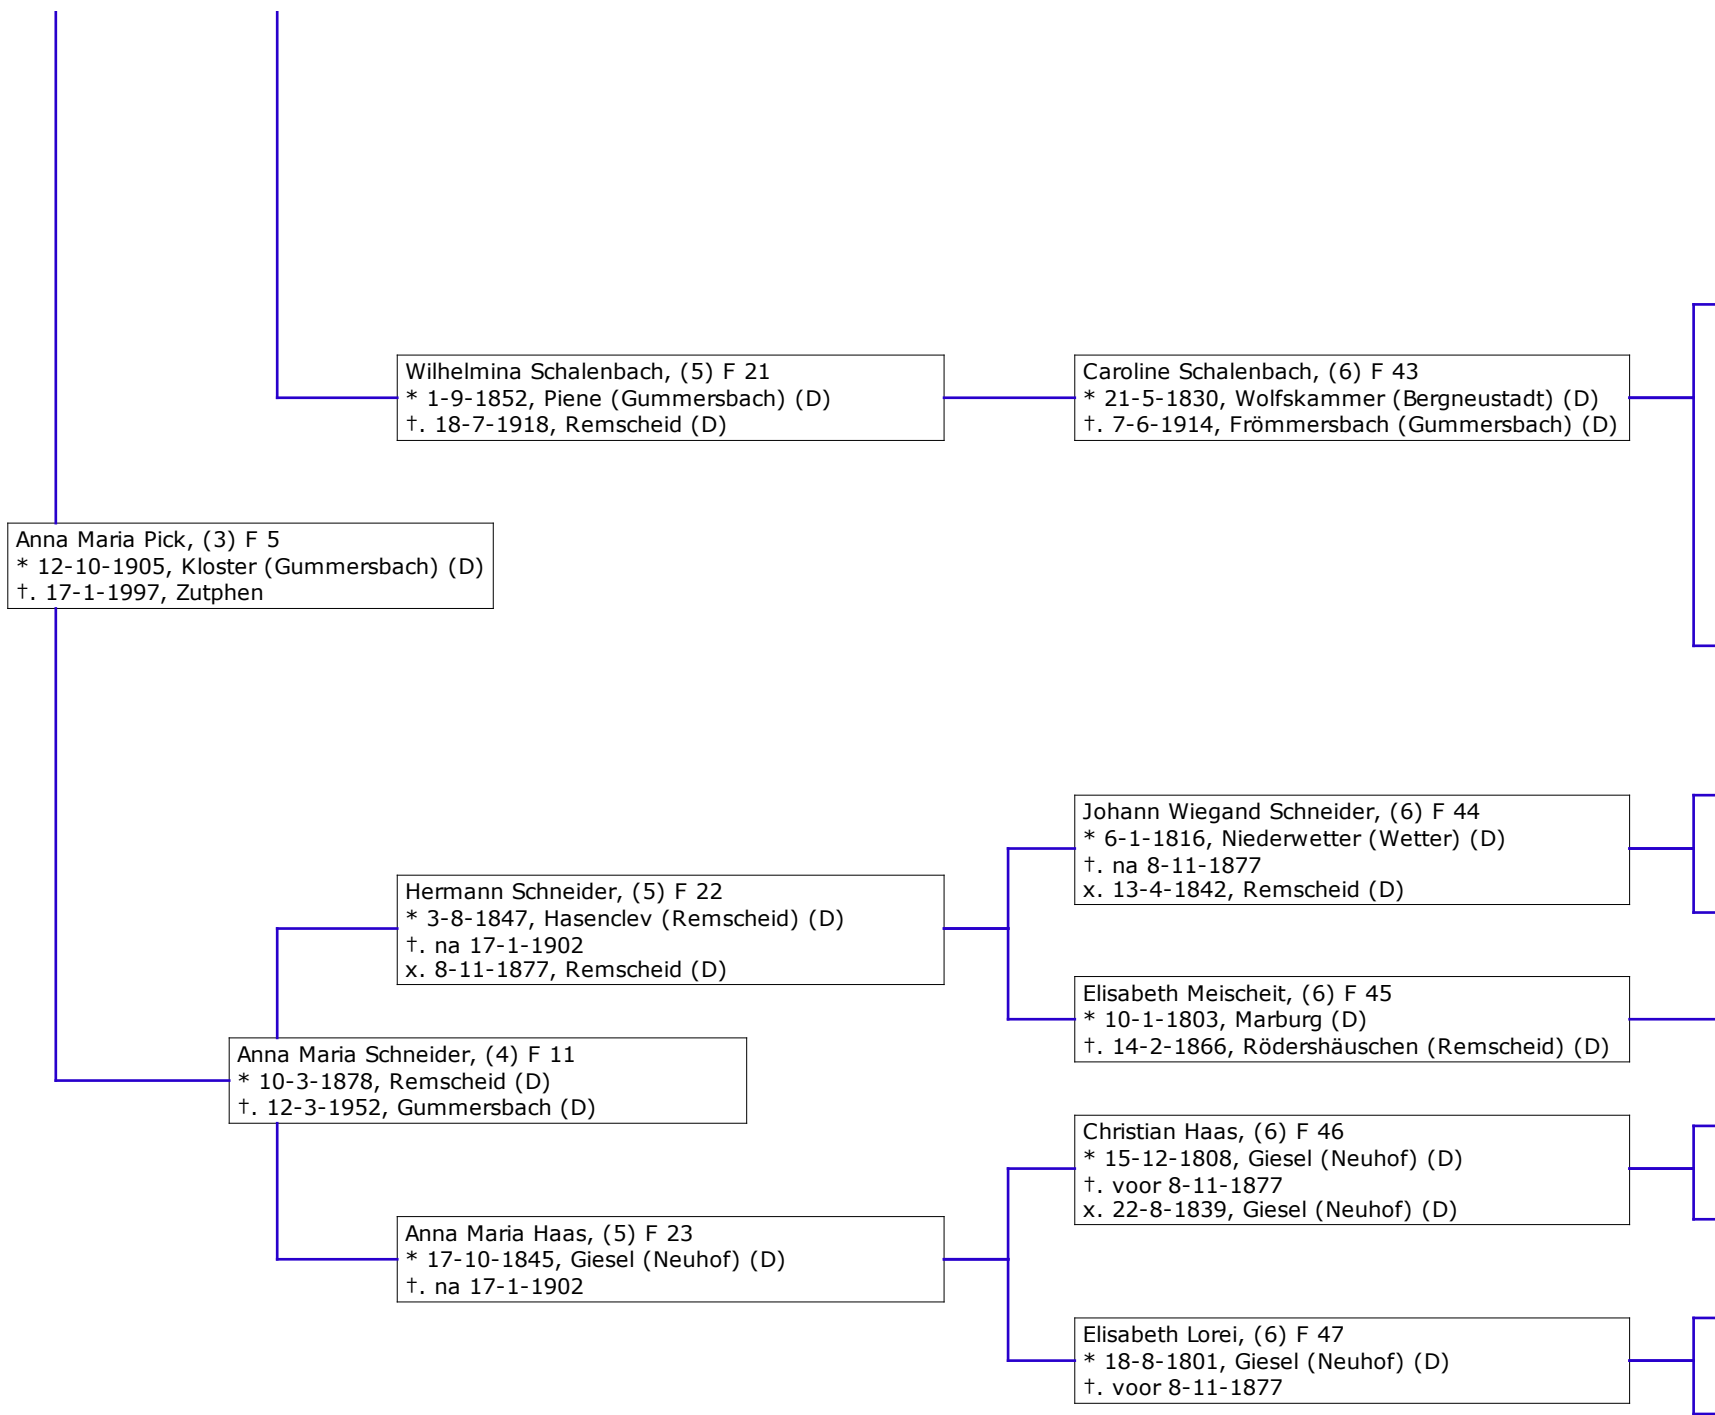 Wilhelmina Schalenbach, (5) F 21
* 1-9-1852, Piene (Gummersbach) (D)
†. 18-7-1918, Remscheid (D)
Caroline Schalenbach, (6) F 43
* 21-5-1830, Wolfskammer (Bergneustadt) (D)
†. 7-6-1914, Frömmersbach (Gummersbach) (D)
Anna Maria Pick, (3) F 5
* 12-10-1905, Kloster (Gummersbach) (D)
†. 17-1-1997, Zutphen
Johann Wiegand Schneider, (6) F 44
* 6-1-1816, Niederwetter (Wetter) (D)
†. na 8-11-1877
x. 13-4-1842, Remscheid (D)
Hermann Schneider, (5) F 22
* 3-8-1847, Hasenclev (Remscheid) (D)
†. na 17-1-1902
x. 8-11-1877, Remscheid (D)
Elisabeth Meischeit, (6) F 45
* 10-1-1803, Marburg (D)
†. 14-2-1866, Rödershäuschen (Remscheid) (D)
Anna Maria Schneider, (4) F 11
* 10-3-1878, Remscheid (D)
†. 12-3-1952, Gummersbach (D)
Christian Haas, (6) F 46
* 15-12-1808, Giesel (Neuhof) (D)
†. voor 8-11-1877
x. 22-8-1839, Giesel (Neuhof) (D)
Anna Maria Haas, (5) F 23
* 17-10-1845, Giesel (Neuhof) (D)
†. na 17-1-1902
Elisabeth Lorei, (6) F 47
* 18-8-1801, Giesel (Neuhof) (D)
†. voor 8-11-1877